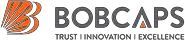 BOBCAPS
TRUST | INNOVATION | EXCELLENCE